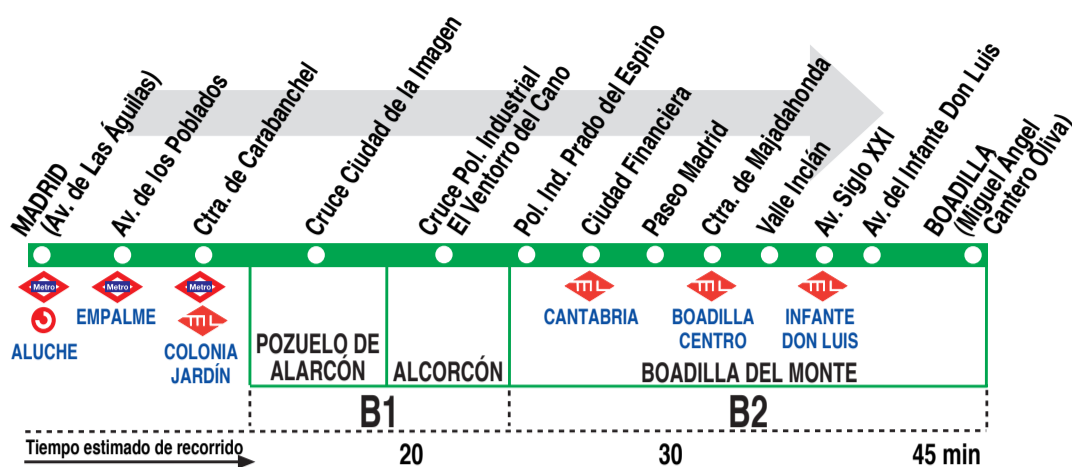 MADRID
(Av. de Las Águilas)
Av. de los Poblados
Ctra. de Carabanchel
Cruce Ciudad de la Imagen
Cruce Pol. Industrial
El Ventorro del Cano
Pol. Ind. Prado del Espino
Ciudad Financiera
Paseo Madrid
Ctra. de Majadahonda
Valle Inclán
Av. Siglo XXI
Av. del Infante Don Luis
BOADILLA
(Miguel Ángel
Cantero Oliva)
Metro
Metro
Metro
ML
ML
ML
ML
ALUCHE
EMPALME
COLONIA
JARDÍN
CANTABRIA
BOADILLA
CENTRO
INFANTE
DON LUIS
POZUELO DE
ALARCÓN
ALCORCÓN
BOADILLA DEL MONTE
B1
B2
Tiempo estimado de recorrido
20
30
45 min